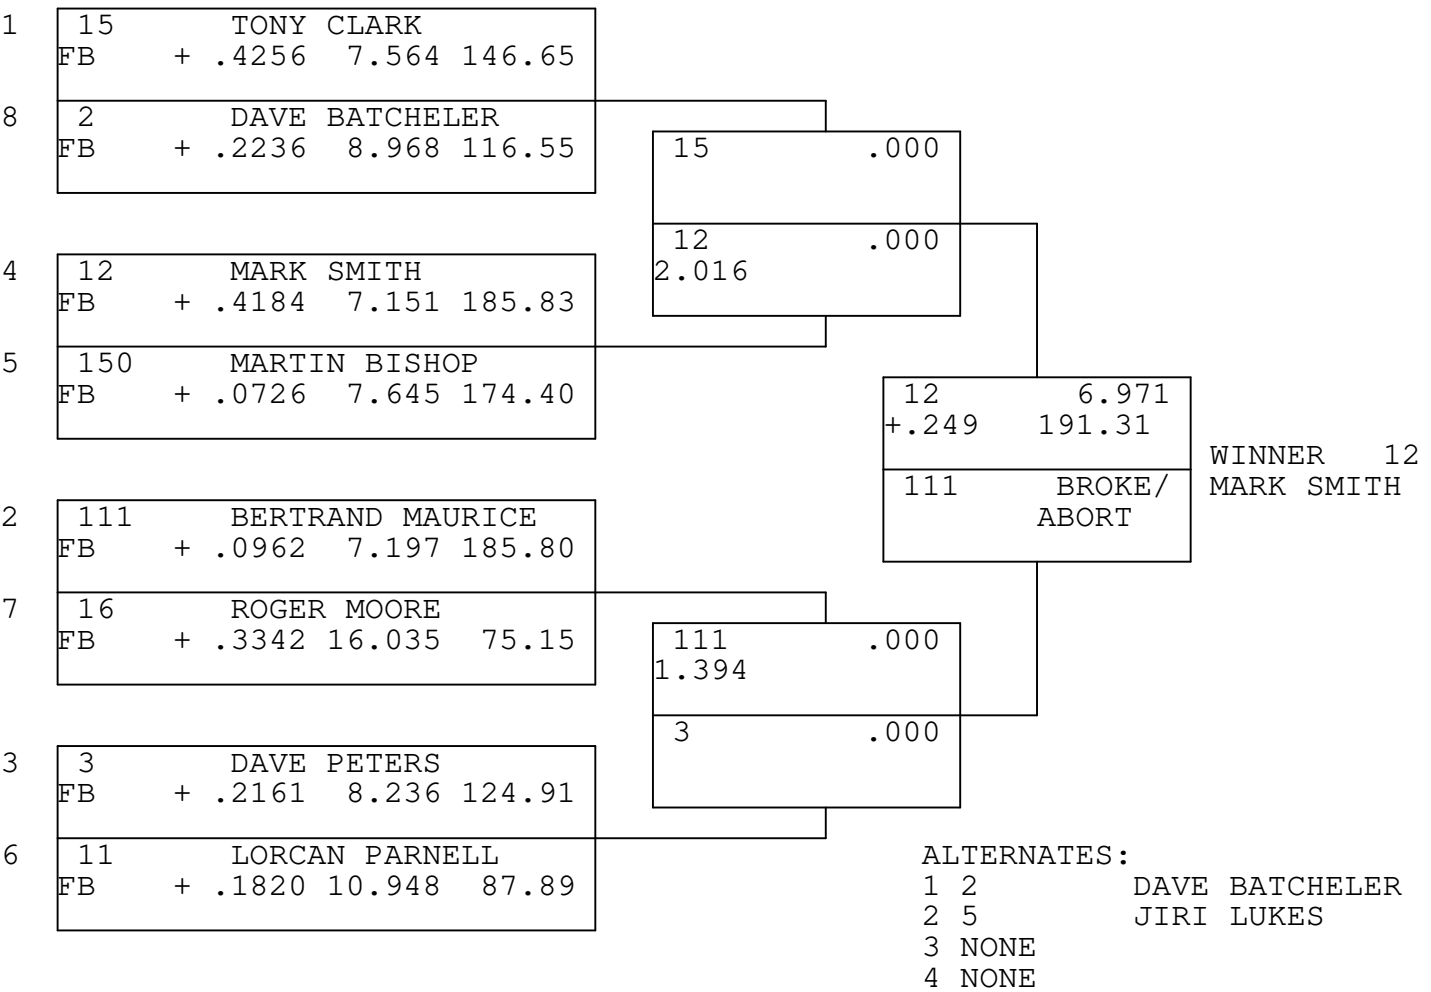 1 15 TONY CLARK
FB + .4256 7.564 146.65
8 2 DAVE BATCHELER
FB + .2236 8.968 116.55
4 12 MARK SMITH
FB + .4184 7.151 185.83
5 150 MARTIN BISHOP
FB + .0726 7.645 174.40
2 111 BERTRAND MAURICE
FB + .0962 7.197 185.80
7 16 ROGER MOORE
FB + .3342 16.035 75.15
3 3 DAVE PETERS
FB + .2161 8.236 124.91
6 11 LORCAN PARNELL
FB + .1820 10.948 87.89
15 .000
12 .000
2.016
111 .000
1.394
3 .000
12 6.971
+.249 191.31
111 BROKE/
ABORT
WINNER 12
MARK SMITH
ALTERNATES:
1 2 DAVE BATCHELER
2 5 JIRI LUKES
3 NONE
4 NONE